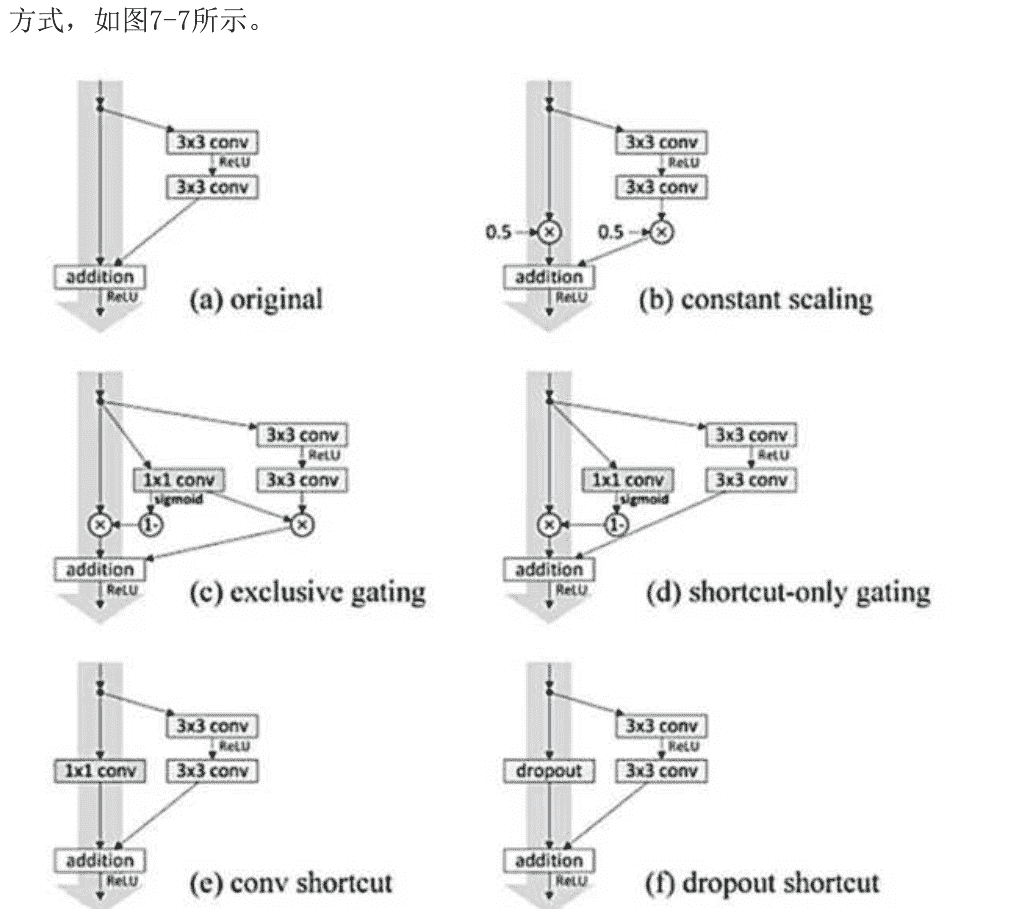 方式，如图7-7所示。
3x3 conv
ReLU
3x3 conv
addition
ReLU
(a) original
3x3 conv
ReLU
3x3 conv
0.5
×
0.5
×
addition
ReLU
(b) constant scaling
3x3 conv
ReLU
1x1 conv
3x3 conv
sigmoid
×
1-
×
addition
ReLU
(c) exclusive gating
3x3 conv
ReLU
1x1 conv
3x3 conv
sigmoid
×
1-
addition
ReLU
(d) shortcut-only gating
3x3 conv
ReLU
1x1 conv
3x3 conv
addition
ReLU
(e) conv shortcut
3x3 conv
ReLU
dropout
3x3 conv
addition
ReLU
(f) dropout shortcut